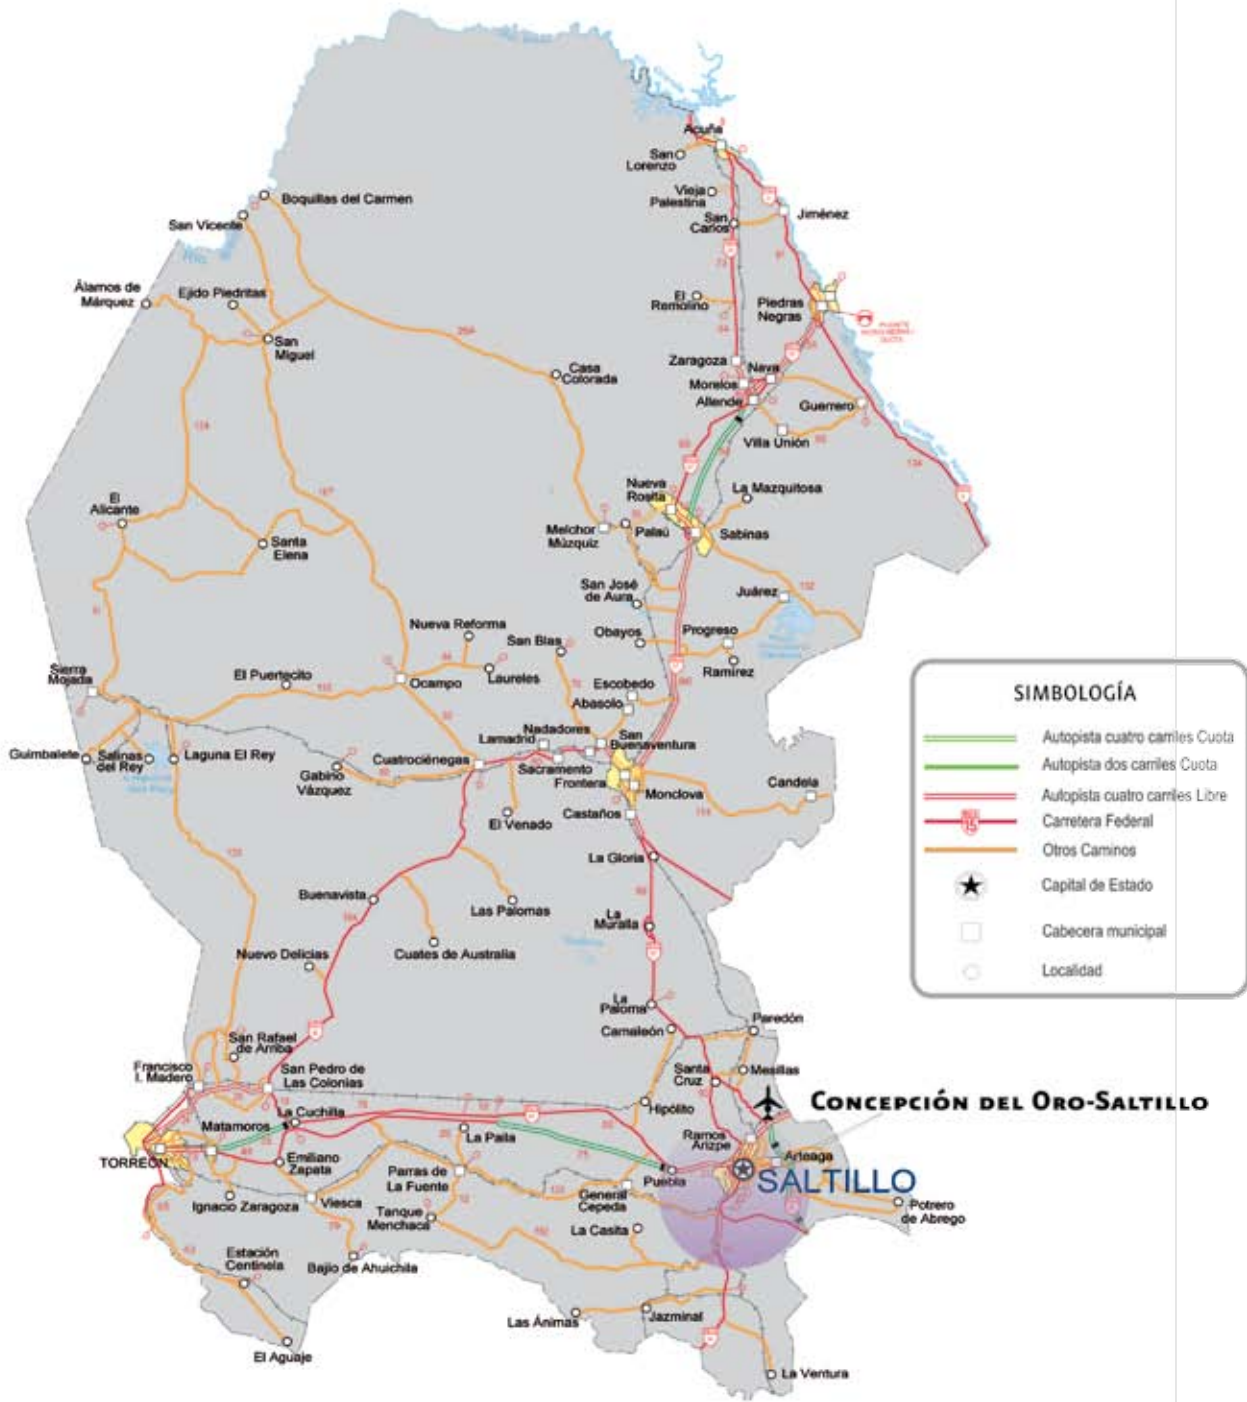 Acuña
San
Lorenzo
Vieja
Palestina
San
Carlos
Jiménez
Boquillas del Carmen
San Vicente
Álamos de
Márquez
Ejido Piedritas
San
Miguel
El
Remolino
Piedras
Negras
Casa
Colorada
Zaragoza
Nava
Morelos
Allende
Guerrero
Villa Unión
El
Alicante
Santa
Elena
Nueva
Rosita
La Mazquitosa
Melchor
Múzquiz
Palaú
Sabinas
San José
de Aura
Juárez
Nueva Reforma
San Blas
Obayos
Progreso
Ramírez
Sierra
Mojada
El Puertecito
Ocampo
Laureles
Escobedo
Abasolo
Guimbalete
Salinas
del Rey
Laguna El Rey
Gabino
Vázquez
Cuatrociénegas
Lamadrid
Nadadores
San
Buenaventura
Sacramento
Frontera
Monclova
Candela
El Venado
Castaños
La Gloria
Buenavista
Las Palomas
La
Muralla
Nuevo Delicias
Cuates de Australia
La
Paloma
Camaleón
Paredón
San Rafael
de Arriba
Francisco
I. Madero
San Pedro de
Las Colonias
Santa
Cruz
Mesillas
CONCEPCIÓN DEL ORO-SALTILLO
La Cuchilla
Hipólito
Matamoros
La Paila
Ramos
Arizpe
Arteaga
TORREÓN
Emiliano
Zapata
Parras de
La Fuente
Puebla
SALTILLO
Ignacio Zaragoza
Viesca
Tanque
Menchaca
General
Cepeda
La Casita
Potrero
de Abrego
Estación
Centinela
Bajío de Ahuichila
Las Ánimas
Jazminal
El Aguaje
La Ventura
SIMBOLOGÍA
Autopista cuatro carriles Cuota
Autopista dos carriles Cuota
Autopista cuatro carriles Libre
15
Carretera Federal
Otros Caminos
Capital de Estado
Cabecera municipal
Localidad